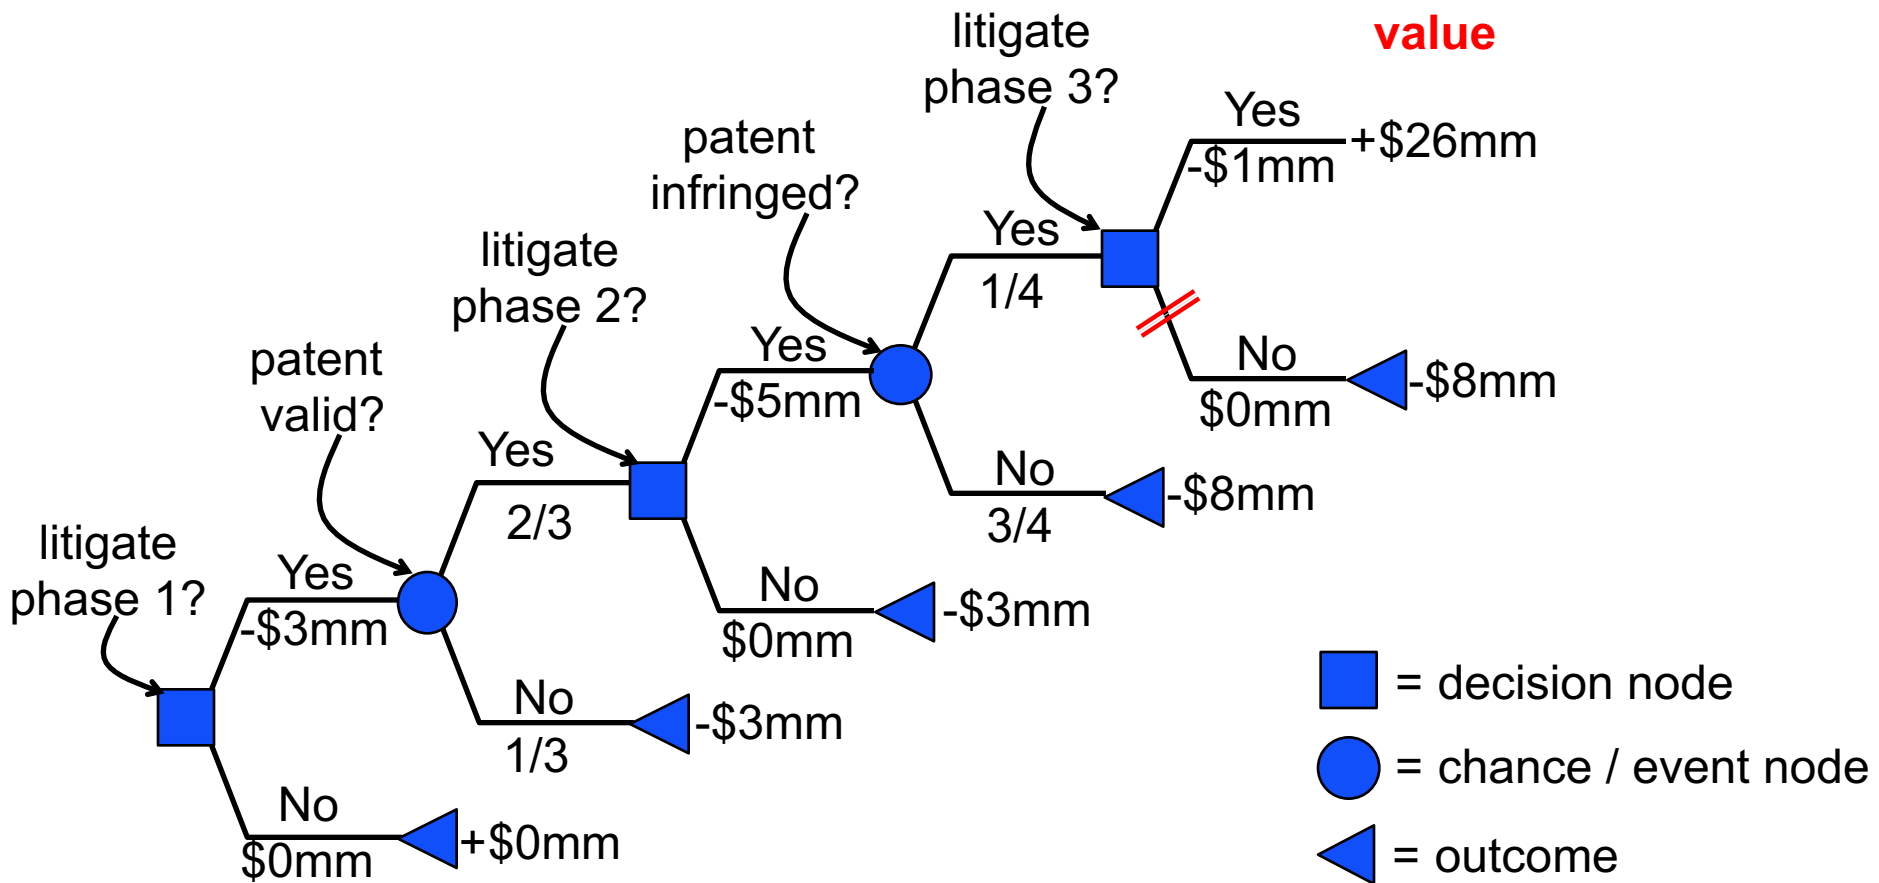 litigate
phase 3?
value
Yes
-$1mm
+$26mm
patent
infringed?
Yes
1/4
No
$0mm
-$8mm
litigate
phase 2?
Yes
-$5mm
No
3/4
-$8mm
patent
valid?
Yes
2/3
No
$0mm
-$3mm
litigate
phase 1?
Yes
-$3mm
No
1/3
-$3mm
No
$0mm
+$0mm
= decision node
= chance / event node
= outcome